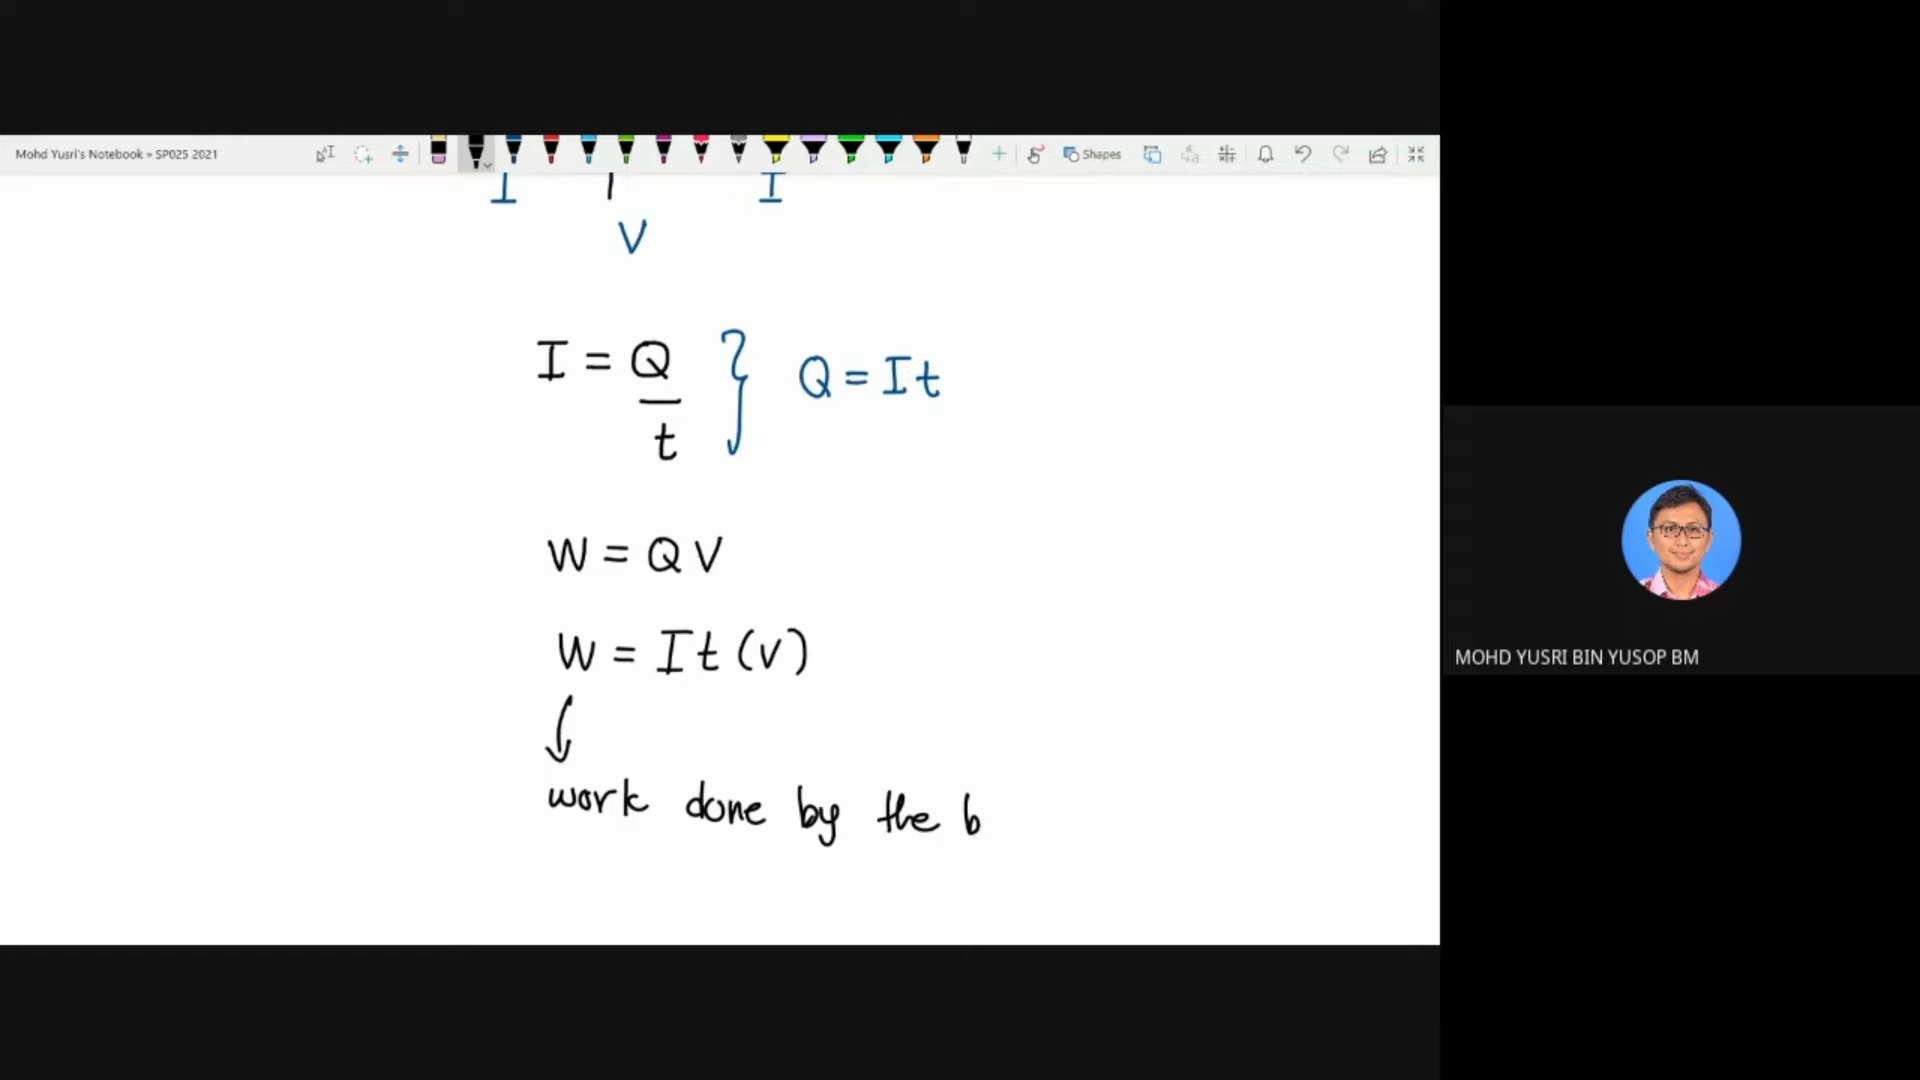 Mohd Yusri's Notebook » SP025 2021
Shapes
I I
V
I = Q/t } Q = It
W = QV
W = It (V)
work done by the b
MOHD YUSRI BIN YUSOP BM